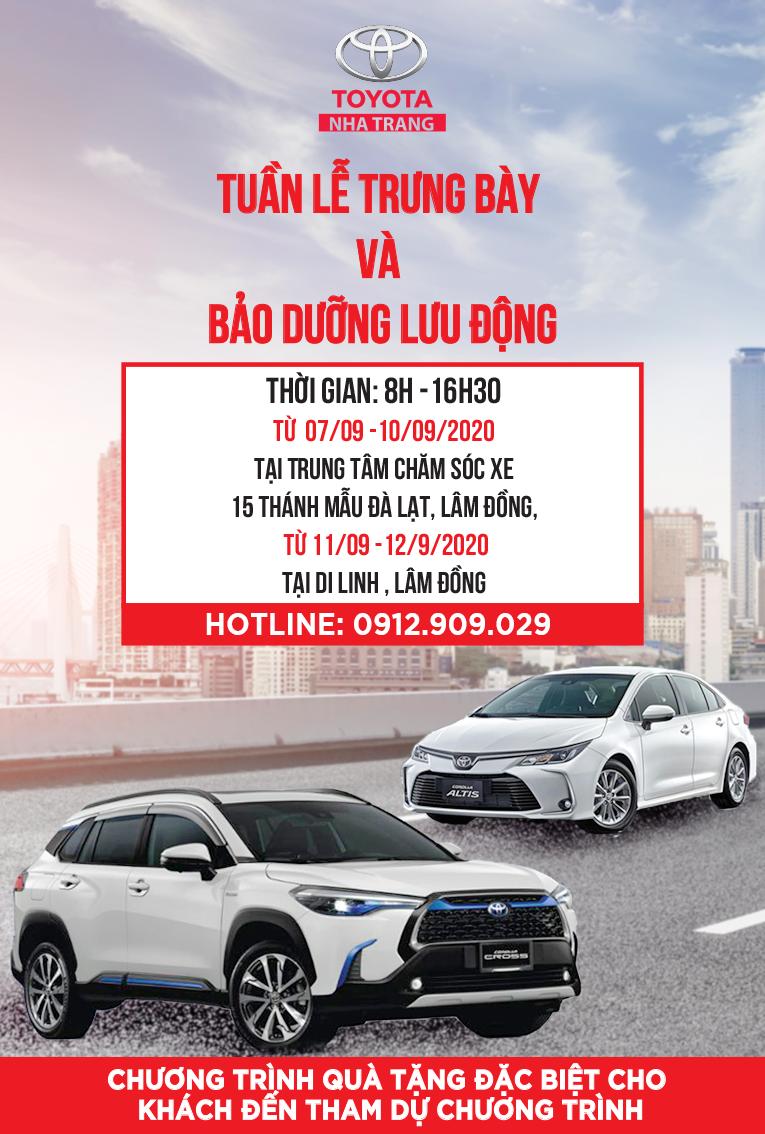 TOYOTA
NHA TRANG
TUẦN LỄ TRƯNG BÀY
VÀ
BẢO DƯỠNG LƯU ĐỘNG
THỜI GIAN: 8H -16H30
TỪ 07/09 -10/09/2020
TẠI TRUNG TÂM CHĂM SÓC XE
15 THÁNH MẪU ĐÀ LẠT, LÂM ĐỒNG,
TỪ 11/09 -12/9/2020
TẠI DI LINH , LÂM ĐỒNG
HOTLINE: 0912.909.029
COROLLA
ALTIS
COROLLA
CROSS
CHƯƠNG TRÌNH QUÀ TẶNG ĐẶC BIỆT CHO
KHÁCH ĐẾN THAM DỰ CHƯƠNG TRÌNH